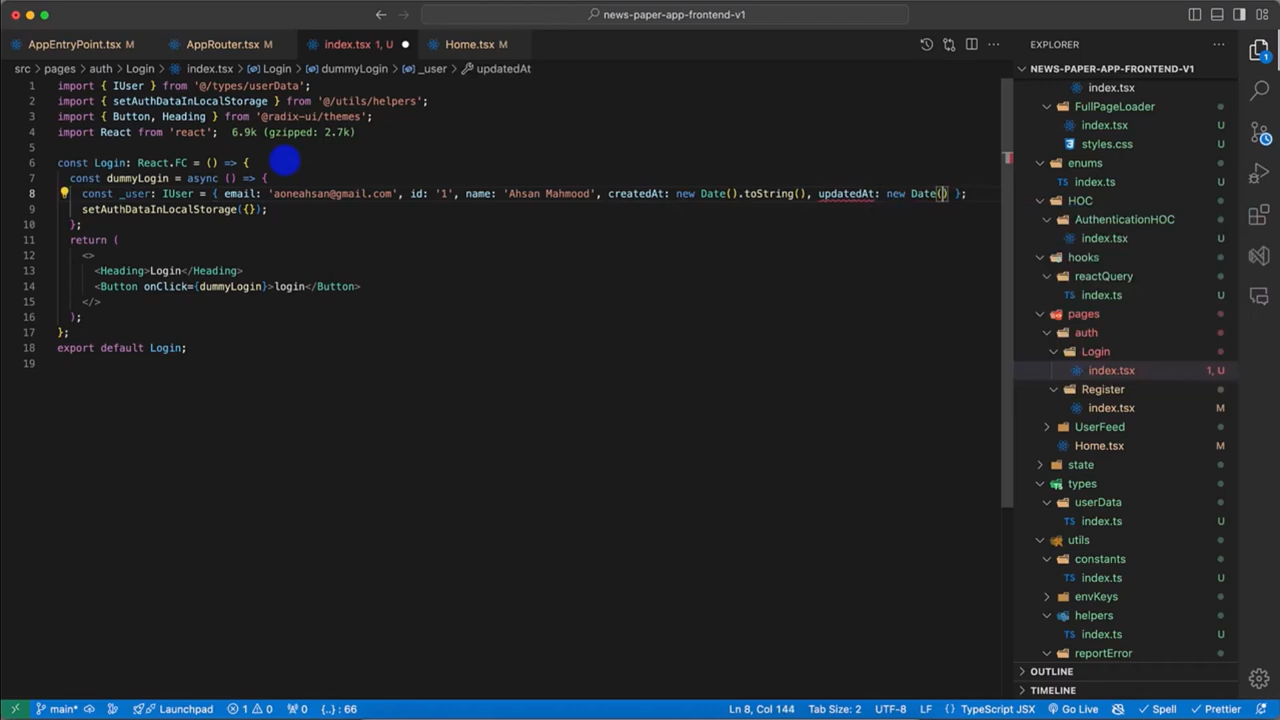 news-paper-app-frontend-v1
AppEntryPoint.tsx M
AppRouter.tsx M
index.tsx 1, U
Home.tsx M
EXPLORER
src > pages > auth > Login > index.tsx > Login > dummyLogin > _user > updatedAt
NEWS-PAPER-APP-FRONTEND-V1
1 import { IUser } from '@/types/userData';
2 import { setAuthDataInLocalStorage } from '@/utils/helpers';
3 import { Button, Heading } from '@radix-ui/themes';
4 import React from 'react'; 6.9k (gzipped: 2.7k)
5
6 const Login: React.FC = () => {
7 const dummyLogin = async () => {
8 const _user: IUser = { email: 'aoneahsan@gmail.com', id: '1', name: 'Ahsan Mahmood', createdAt: new Date().toString(), updatedAt: new Date() };
9 setAuthDataInLocalStorage({});
10 };
11 return (
12 <>
13 <Heading>Login</Heading>
14 <Button onClick={dummyLogin}>login</Button>
15 </>
16 );
17 };
18 export default Login;
19
index.tsx
FullPageLoader
index.tsx U
styles.css U
enums
index.ts U
HOC
AuthenticationHOC
index.tsx U
hooks
reactQuery
index.ts U
pages
auth
Login
index.tsx 1, U
Register
index.tsx M
UserFeed
Home.tsx M
state
types
userData
index.ts U
utils
constants
index.ts U
envKeys
helpers
index.ts U
reportError
OUTLINE
TIMELINE
1
main* Launchpad 1 0 0 {..} : 66 Ln 8, Col 144 Tab Size: 2 UTF-8 LF {} TypeScript JSX Go Live Spell Prettier